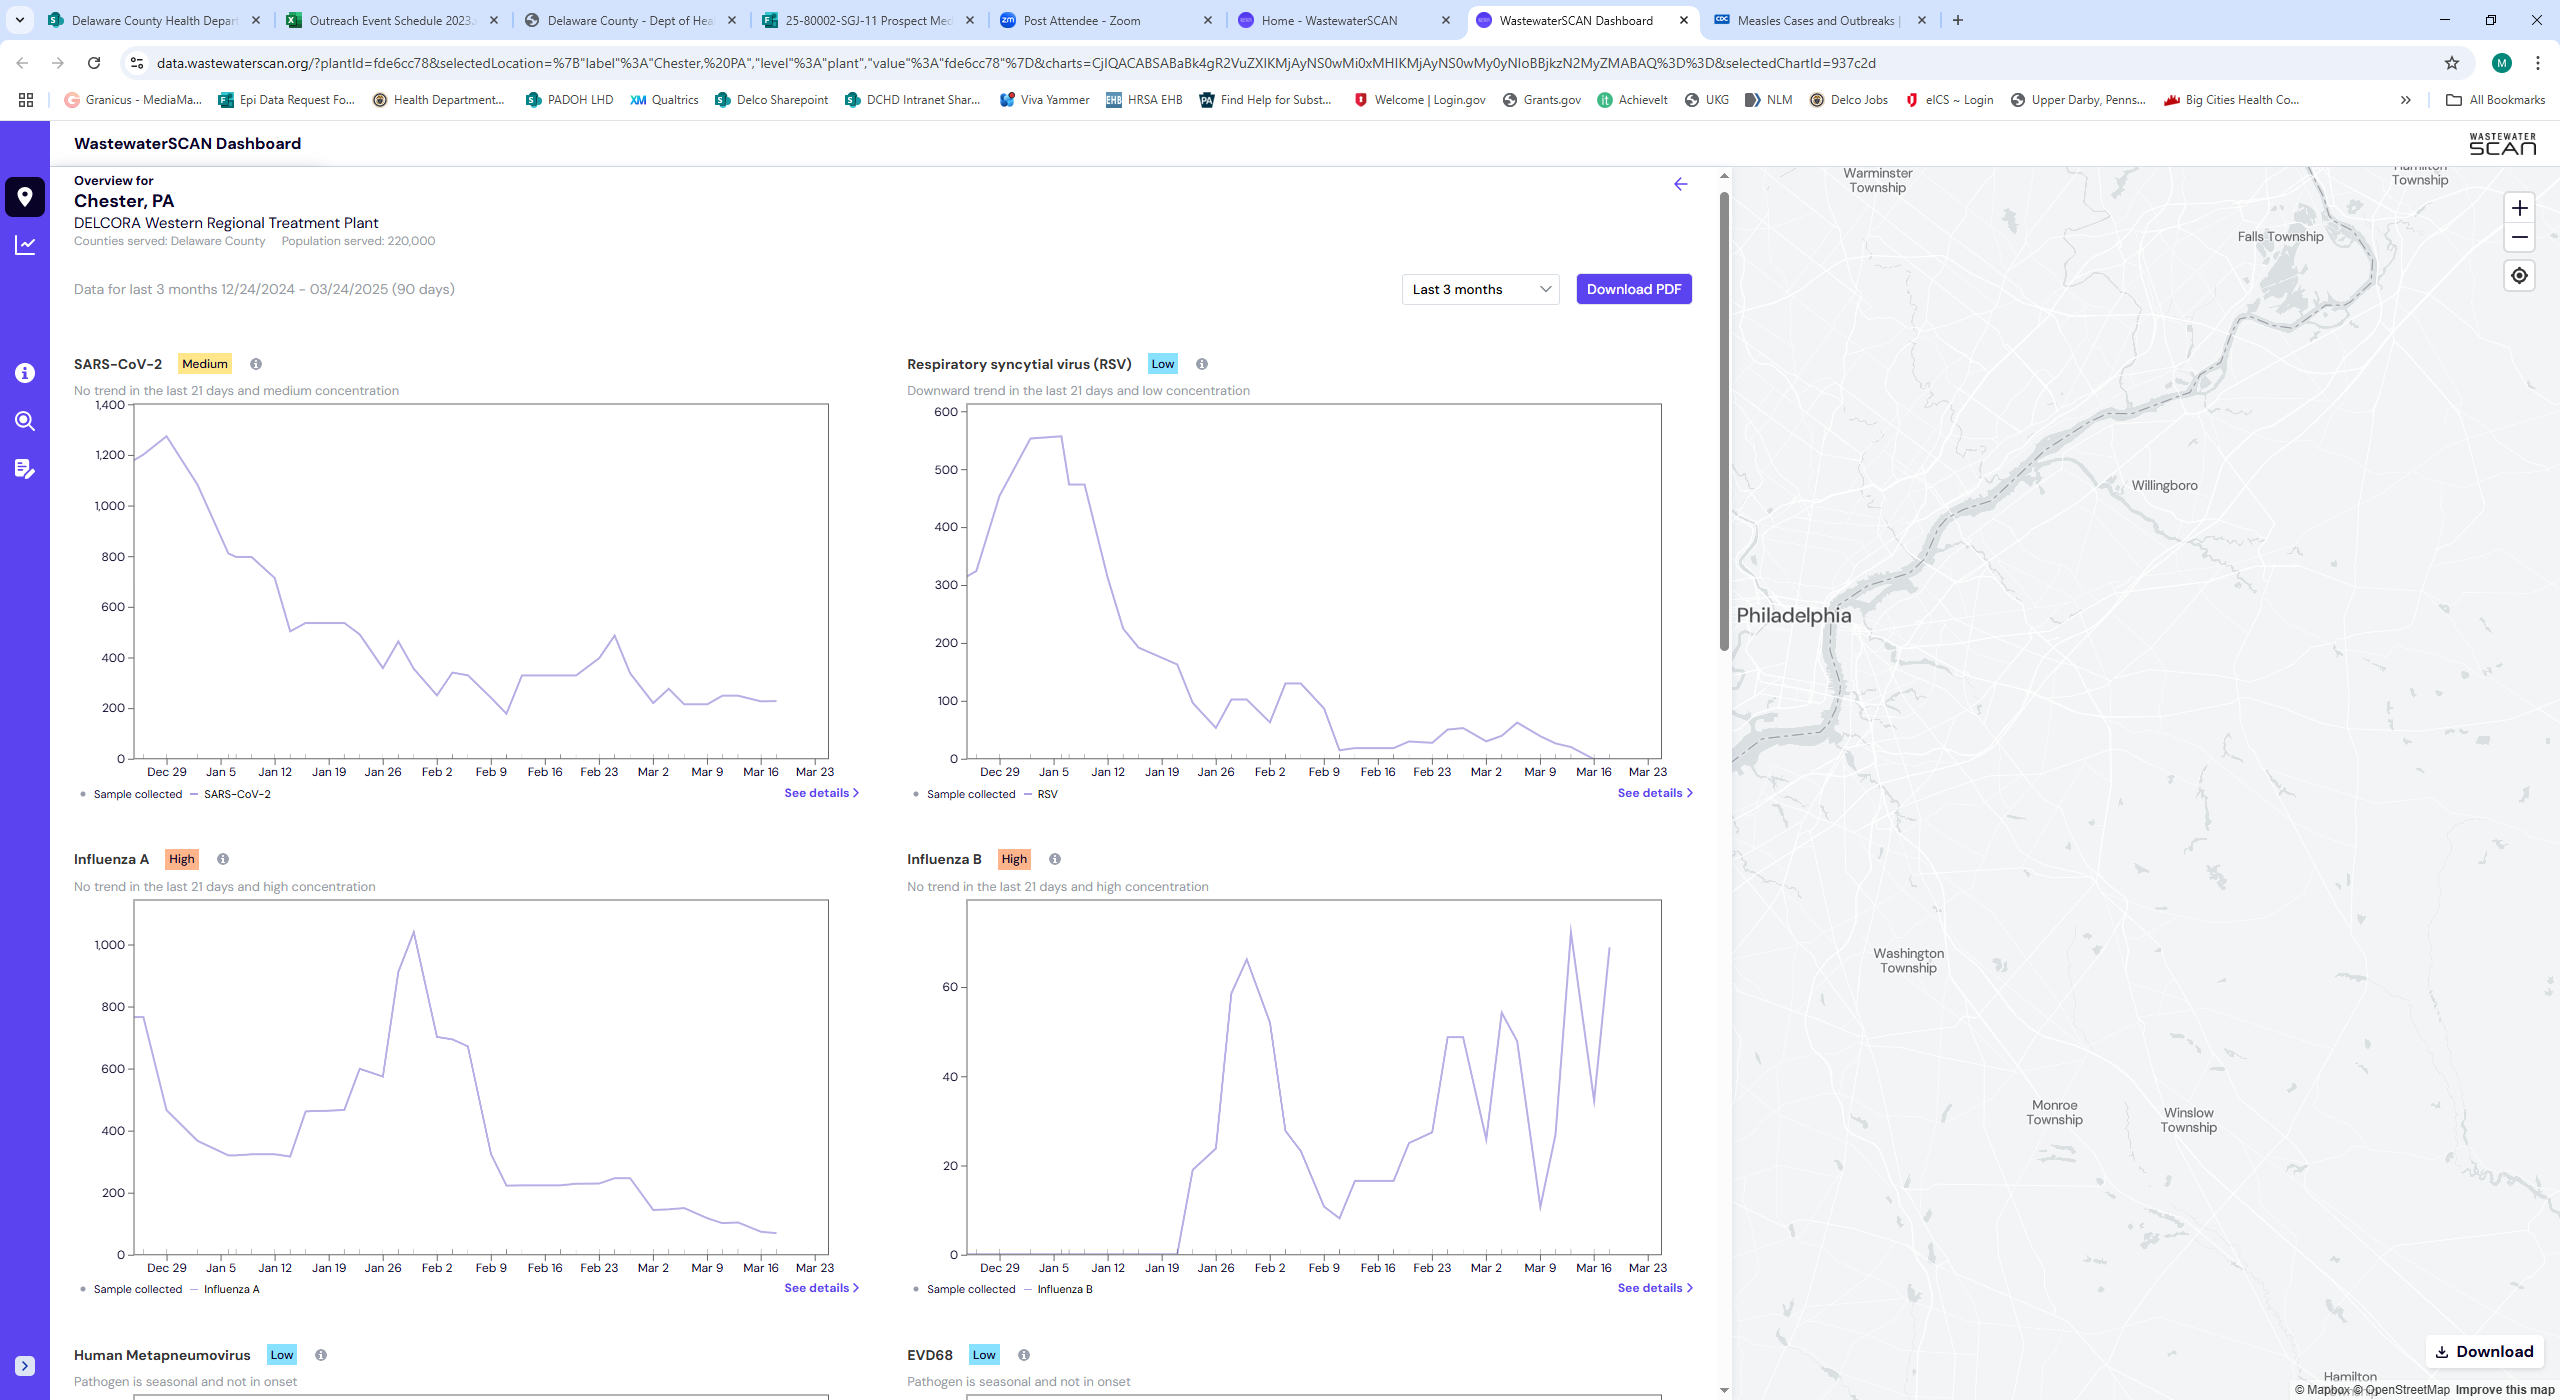 Delaware County Health Depart
Outreach Event Schedule 2023.
Delaware County - Dept of Heal
25-80002-SGJ-11 Prospect Med
Post Attendee - Zoom
Home - WastewaterSCAN
WastewaterSCAN Dashboard
Measles Cases and Outbreaks |
data.wastewaterscan.org/?plantId=fde6cc78&selectedLocation=%7B"label"%3A"Chester,%20PA","level"%3A"plant","value"%3A"fde6cc78"%7D&charts=CjIQACABSABaBk4gR2VuZXIKMjAyNS0wMi0xMHIKMjAyNS0wMy0yNIoBBjkzN2MyZMABAQ%3D%3D&selectedChartId=937c2d
M
Granicus - MediaMa...
Epi Data Request Fo...
Health Department...
PADOH LHD
XM Qualtrics
Delco Sharepoint
DCHD Intranet Shar...
Viva Yammer
EHB HRSA EHB
PA Find Help for Subst...
Welcome | Login.gov
Grants.gov
it AchieveIt
UKG
NLM
Delco Jobs
eICS ~ Login
Upper Darby, Penns...
Big Cities Health Co...
All Bookmarks
WastewaterSCAN Dashboard
WASTEWATER
SCAN
Overview for
Chester, PA
DELCORA Western Regional Treatment Plant
Counties served: Delaware County Population served: 220,000
Data for last 3 months 12/24/2024 - 03/24/2025 (90 days)
Last 3 months
Download PDF
SARS-CoV-2 Medium
No trend in the last 21 days and medium concentration
1,400
1,200
1,000
800
600
400
200
0
Dec 29 Jan 5 Jan 12 Jan 19 Jan 26 Feb 2 Feb 9 Feb 16 Feb 23 Mar 2 Mar 9 Mar 16 Mar 23
Sample collected SARS-CoV-2
See details
Respiratory syncytial virus (RSV) Low
Downward trend in the last 21 days and low concentration
600
500
400
300
200
100
0
Dec 29 Jan 5 Jan 12 Jan 19 Jan 26 Feb 2 Feb 9 Feb 16 Feb 23 Mar 2 Mar 9 Mar 16 Mar 23
Sample collected RSV
See details
Influenza A High
No trend in the last 21 days and high concentration
1,000
800
600
400
200
0
Dec 29 Jan 5 Jan 12 Jan 19 Jan 26 Feb 2 Feb 9 Feb 16 Feb 23 Mar 2 Mar 9 Mar 16 Mar 23
Sample collected Influenza A
See details
Influenza B High
No trend in the last 21 days and high concentration
60
40
20
0
Dec 29 Jan 5 Jan 12 Jan 19 Jan 26 Feb 2 Feb 9 Feb 16 Feb 23 Mar 2 Mar 9 Mar 16 Mar 23
Sample collected Influenza B
See details
Human Metapneumovirus Low
Pathogen is seasonal and not in onset
EVD68 Low
Pathogen is seasonal and not in onset
Warminster
Township
Hamilton
Township
Falls Township
Willingboro
Philadelphia
Washington
Township
Monroe
Township
Winslow
Township
Download
Hamilton
© Mapbox © OpenStreetMap Improve this map